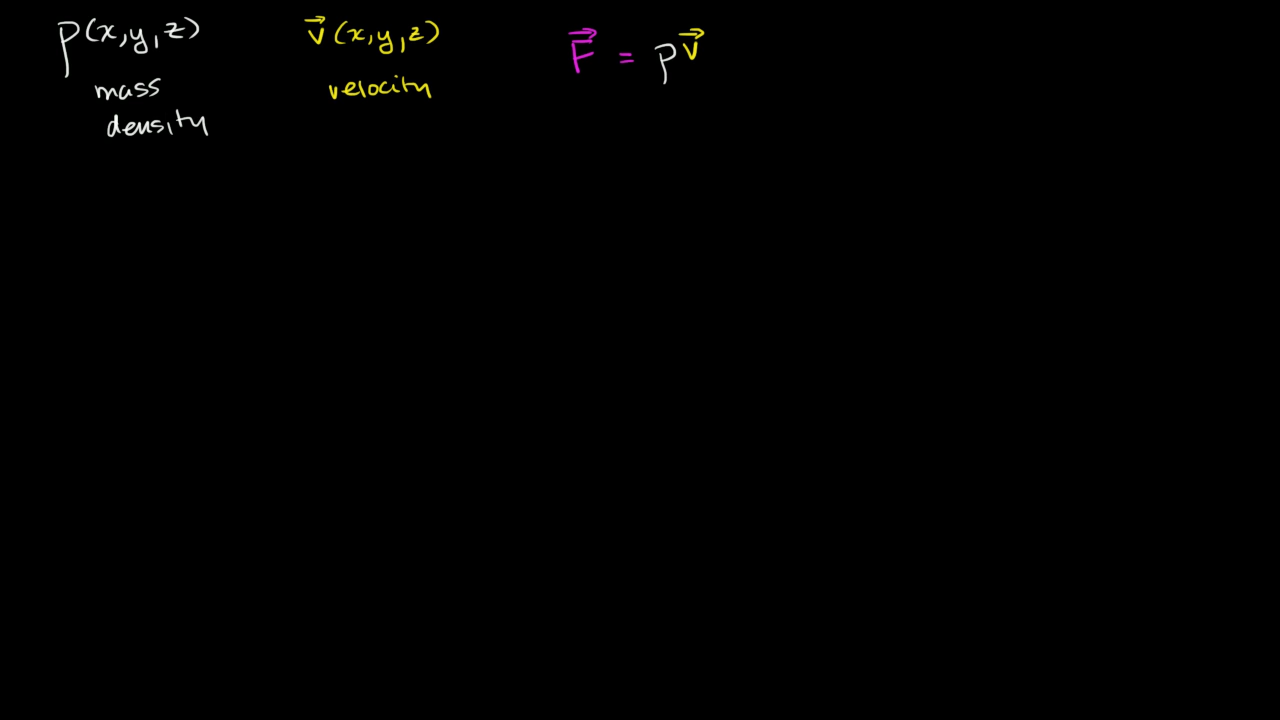 ρ(x,y,z) v⃗(x,y,z) F⃗ = ρv⃗
mass velocity
density